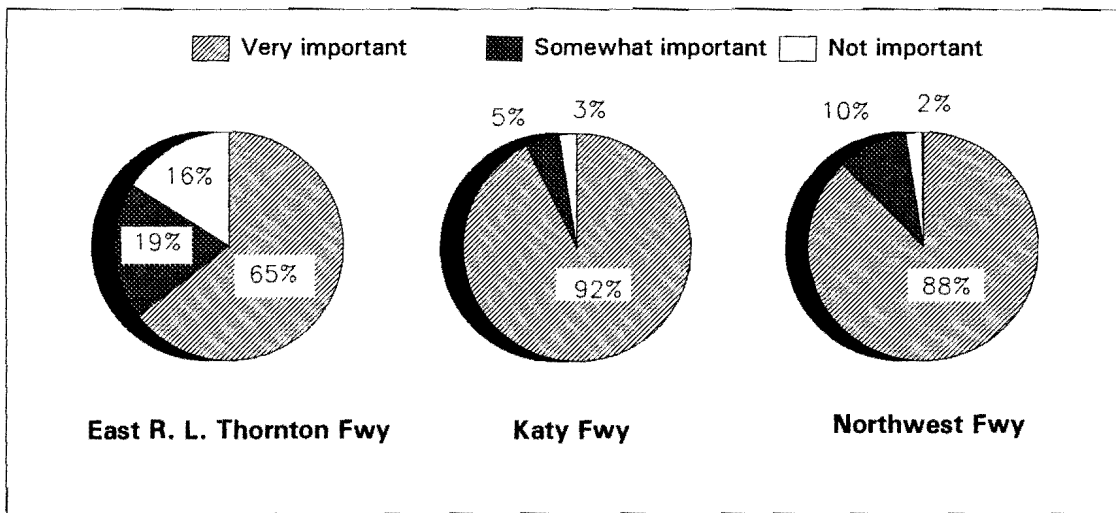 Very important Somewhat important Not important
5% 3% 10% 2%
16%
19% 65% 92% 88%
East R. L. Thornton Fwy Katy Fwy Northwest Fwy